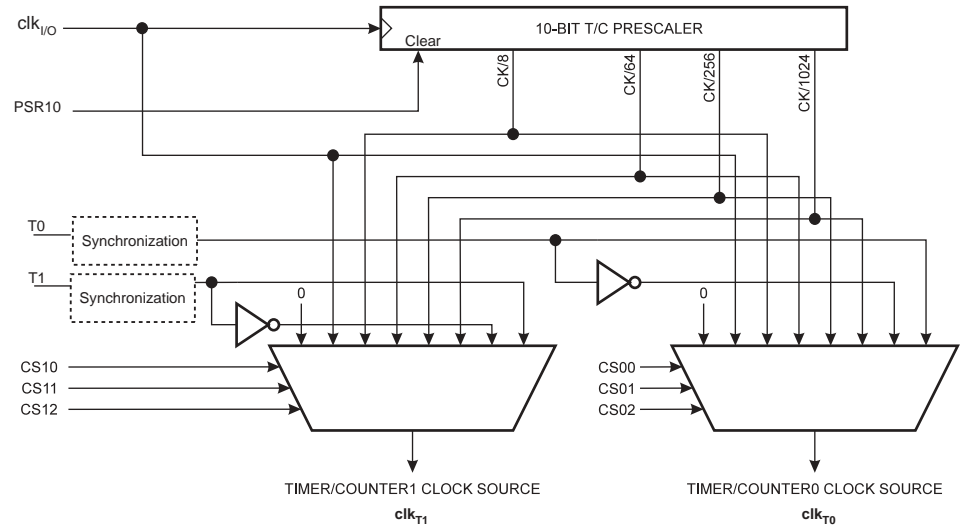 clkI/O
10-BIT T/C PRESCALER
Clear
CK/8
CK/64
CK/256
CK/1024
PSR10
T0
Synchronization
T1
Synchronization
0
0
CS10
CS11
CS12
CS00
CS01
CS02
TIMER/COUNTER1 CLOCK SOURCE
clkT1
TIMER/COUNTER0 CLOCK SOURCE
clkT0